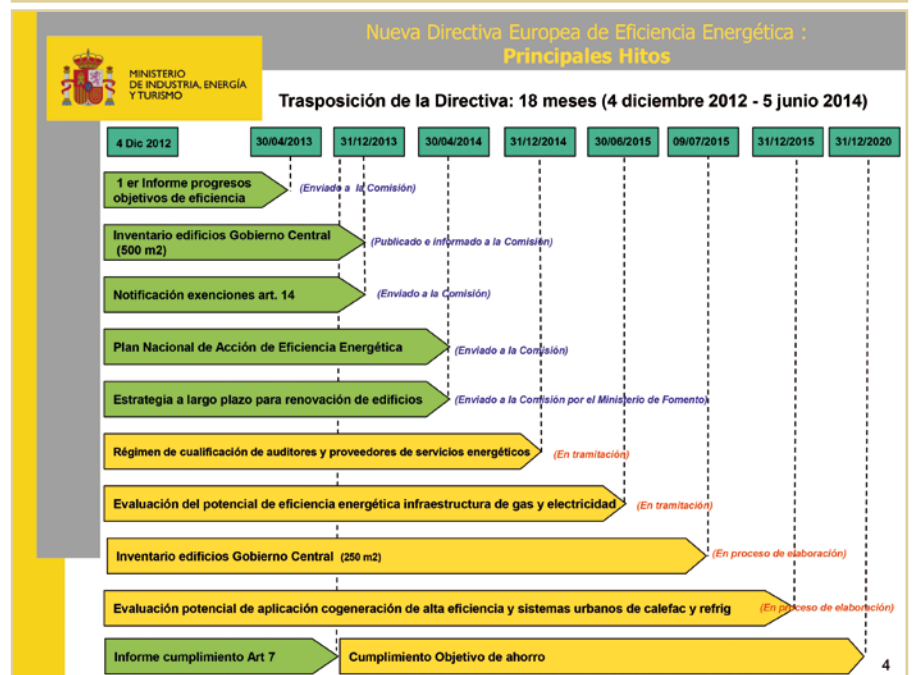 Nueva Directiva Europea de Eficiencia Energética :
Principales Hitos
MINISTERIO
DE INDUSTRIA, ENERGÍA
Y TURISMO
Trasposición de la Directiva: 18 meses (4 diciembre 2012 - 5 junio 2014)
4 Dic 2012 30/04/2013 31/12/2013 30/04/2014 31/12/2014 30/06/2015 09/07/2015 31/12/2015 31/12/2020
1 er Informe progresos
objetivos de eficiencia
(Enviado a la Comisión)
Inventario edificios Gobierno Central
(500 m2)
(Publicado e informado a la Comisión)
Notificación exenciones art. 14
(Enviado a la Comisión)
Plan Nacional de Acción de Eficiencia Energética
(Enviado a la Comisión)
Estrategia a largo plazo para renovación de edificios
(Enviado a la Comisión por el Ministerio de Fomento)
Régimen de cualificación de auditores y proveedores de servicios energéticos
(En tramitación)
Evaluación del potencial de eficiencia energética infraestructura de gas y electricidad
(En tramitación)
Inventario edificios Gobierno Central (250 m2)
(En proceso de elaboración)
Evaluación potencial de aplicación cogeneración de alta eficiencia y sistemas urbanos de calefac y refrig
(En proceso de elaboración)
Informe cumplimiento Art 7
Cumplimiento Objetivo de ahorro
4